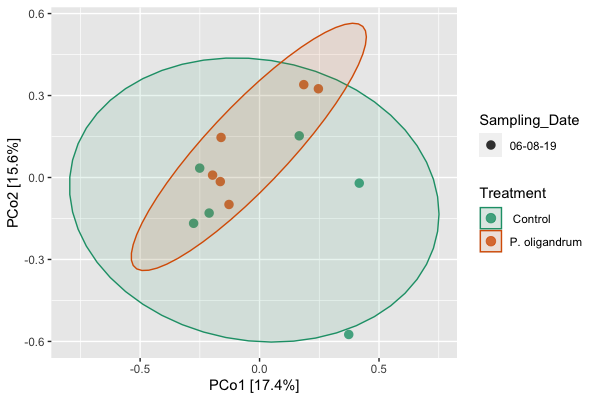 0.6
0.3
0.0
-0.3
-0.6
PCo2 [15.6%]
-0.5
0.0
0.5
PCo1 [17.4%]
Sampling_Date
06-08-19
Treatment
Control
P. oligandrum